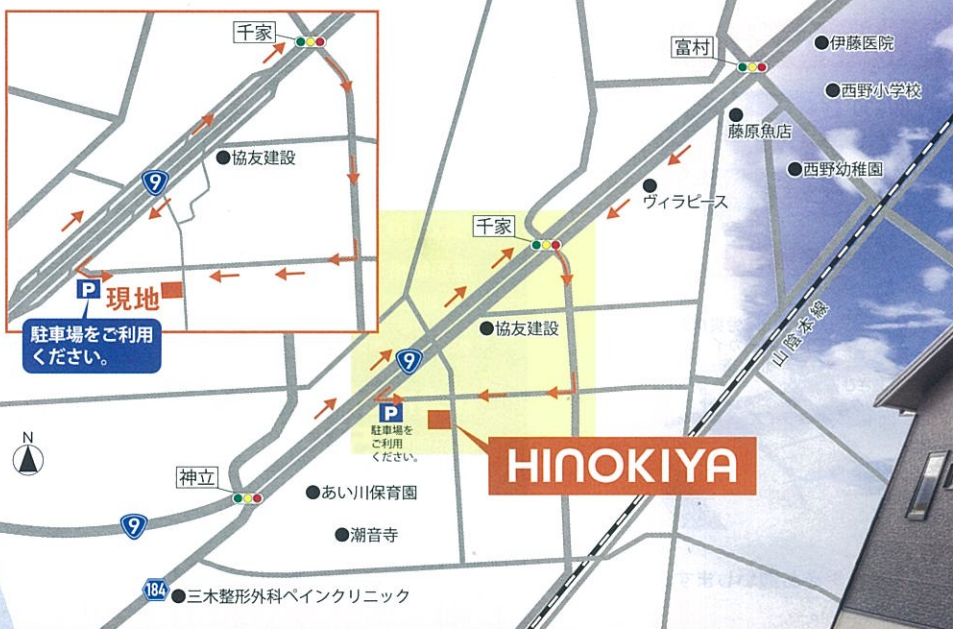 千家
協友建設
9
P 現地
駐車場をご利用
ください。
富村
伊藤医院
西野小学校
藤原魚店
西野幼稚園
ヴィラピース
千家
協友建設
山陰本線
9
P
駐車場を
ご利用
ください。
HINOKIYA
N
神立
あい川保育園
9
潮音寺
184
三木整形外科ペインクリニック